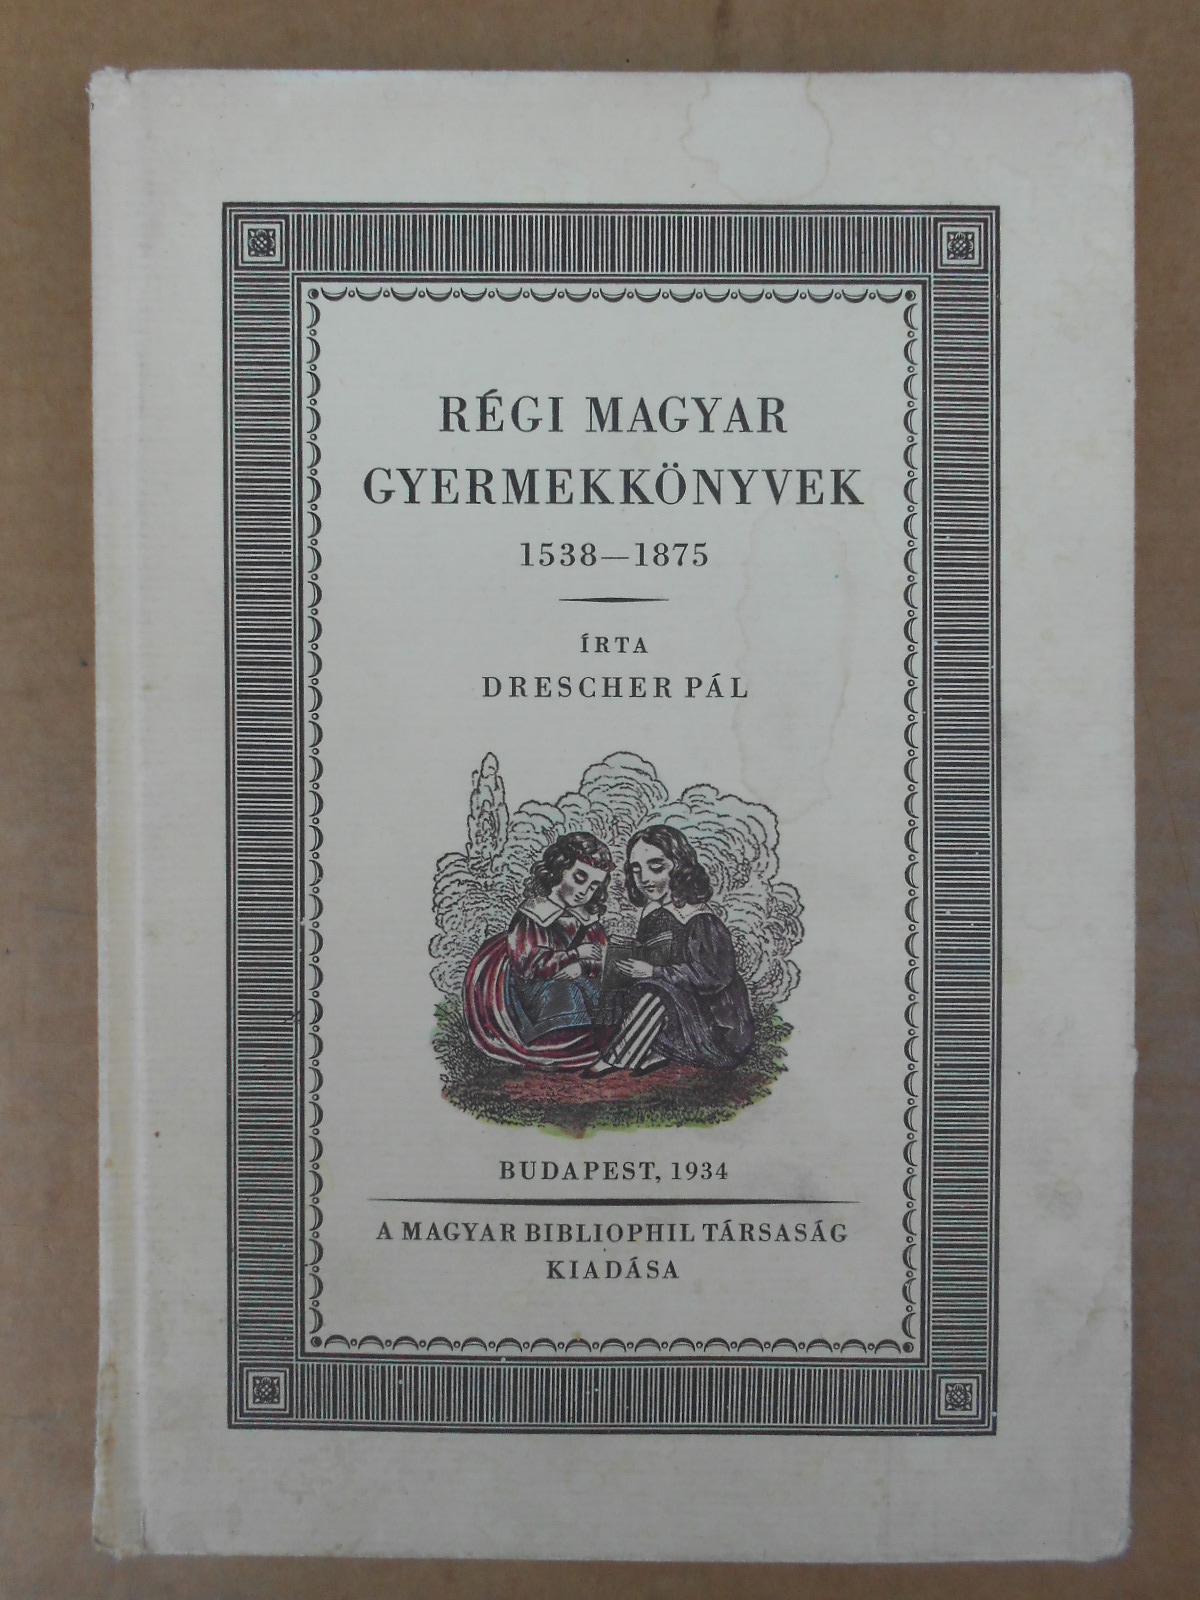 RÉGI MAGYAR
GYERMEKKÖNYVEK
1538—1875
ÍRTA
DRESCHER PÁL
BUDAPEST, 1934
A MAGYAR BIBLIOPHIL TÁRSASÁG
KIADÁSA